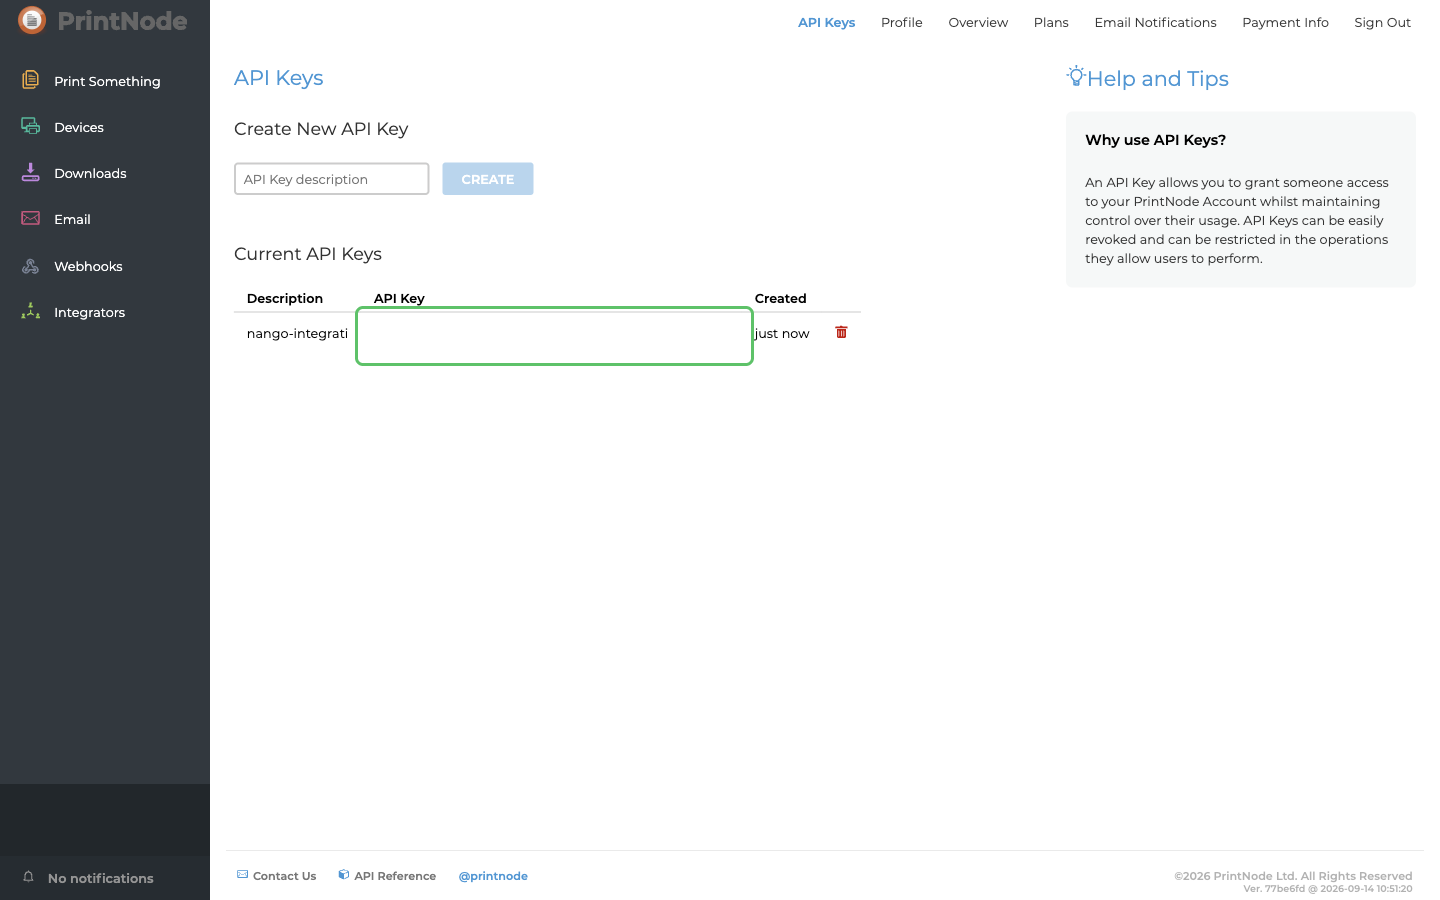 PrintNode
API Keys Profile Overview Plans Email Notifications Payment Info Sign Out
Print Something
Devices
Downloads
Email
Webhooks
Integrators
No notifications
API Keys
Create New API Key
API Key description CREATE
Current API Keys
Description API Key Created
nango-integrati just now
Help and Tips
Why use API Keys?
An API Key allows you to grant someone access
to your PrintNode Account whilst maintaining
control over their usage. API Keys can be easily
revoked and can be restricted in the operations
they allow users to perform.
Contact Us API Reference @printnode
©2026 PrintNode Ltd. All Rights Reserved
Ver. 77be6fd @ 2026-09-14 10:51:20